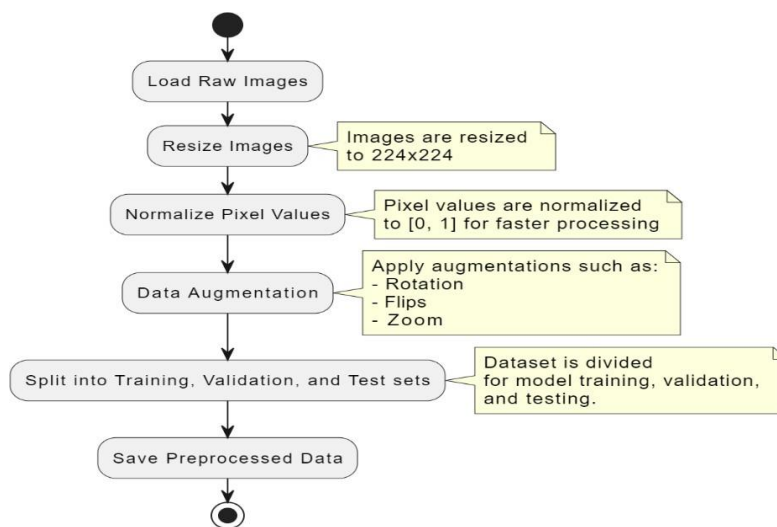 Load Raw Images
Resize Images
Images are resized
to 224x224
Normalize Pixel Values
Pixel values are normalized
to [0, 1] for faster processing
Data Augmentation
Apply augmentations such as:
- Rotation
- Flips
- Zoom
Split into Training, Validation, and Test sets
Dataset is divided
for model training, validation,
and testing.
Save Preprocessed Data